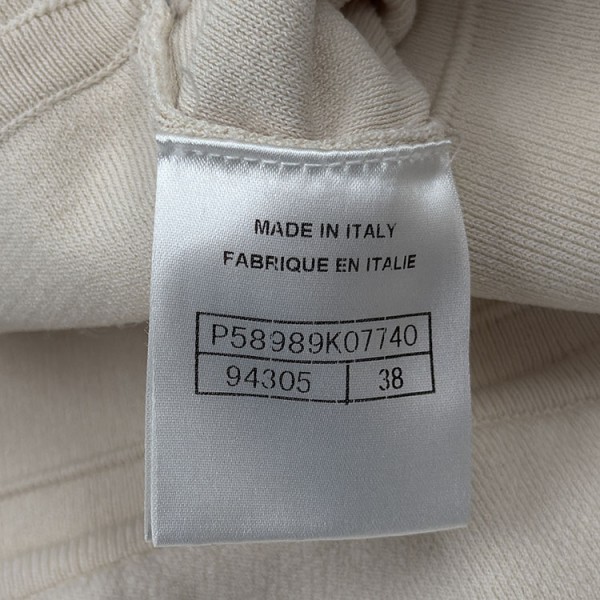 MADE IN ITALY
FABRIQUE EN ITALIE
P58989K07740
94305 38